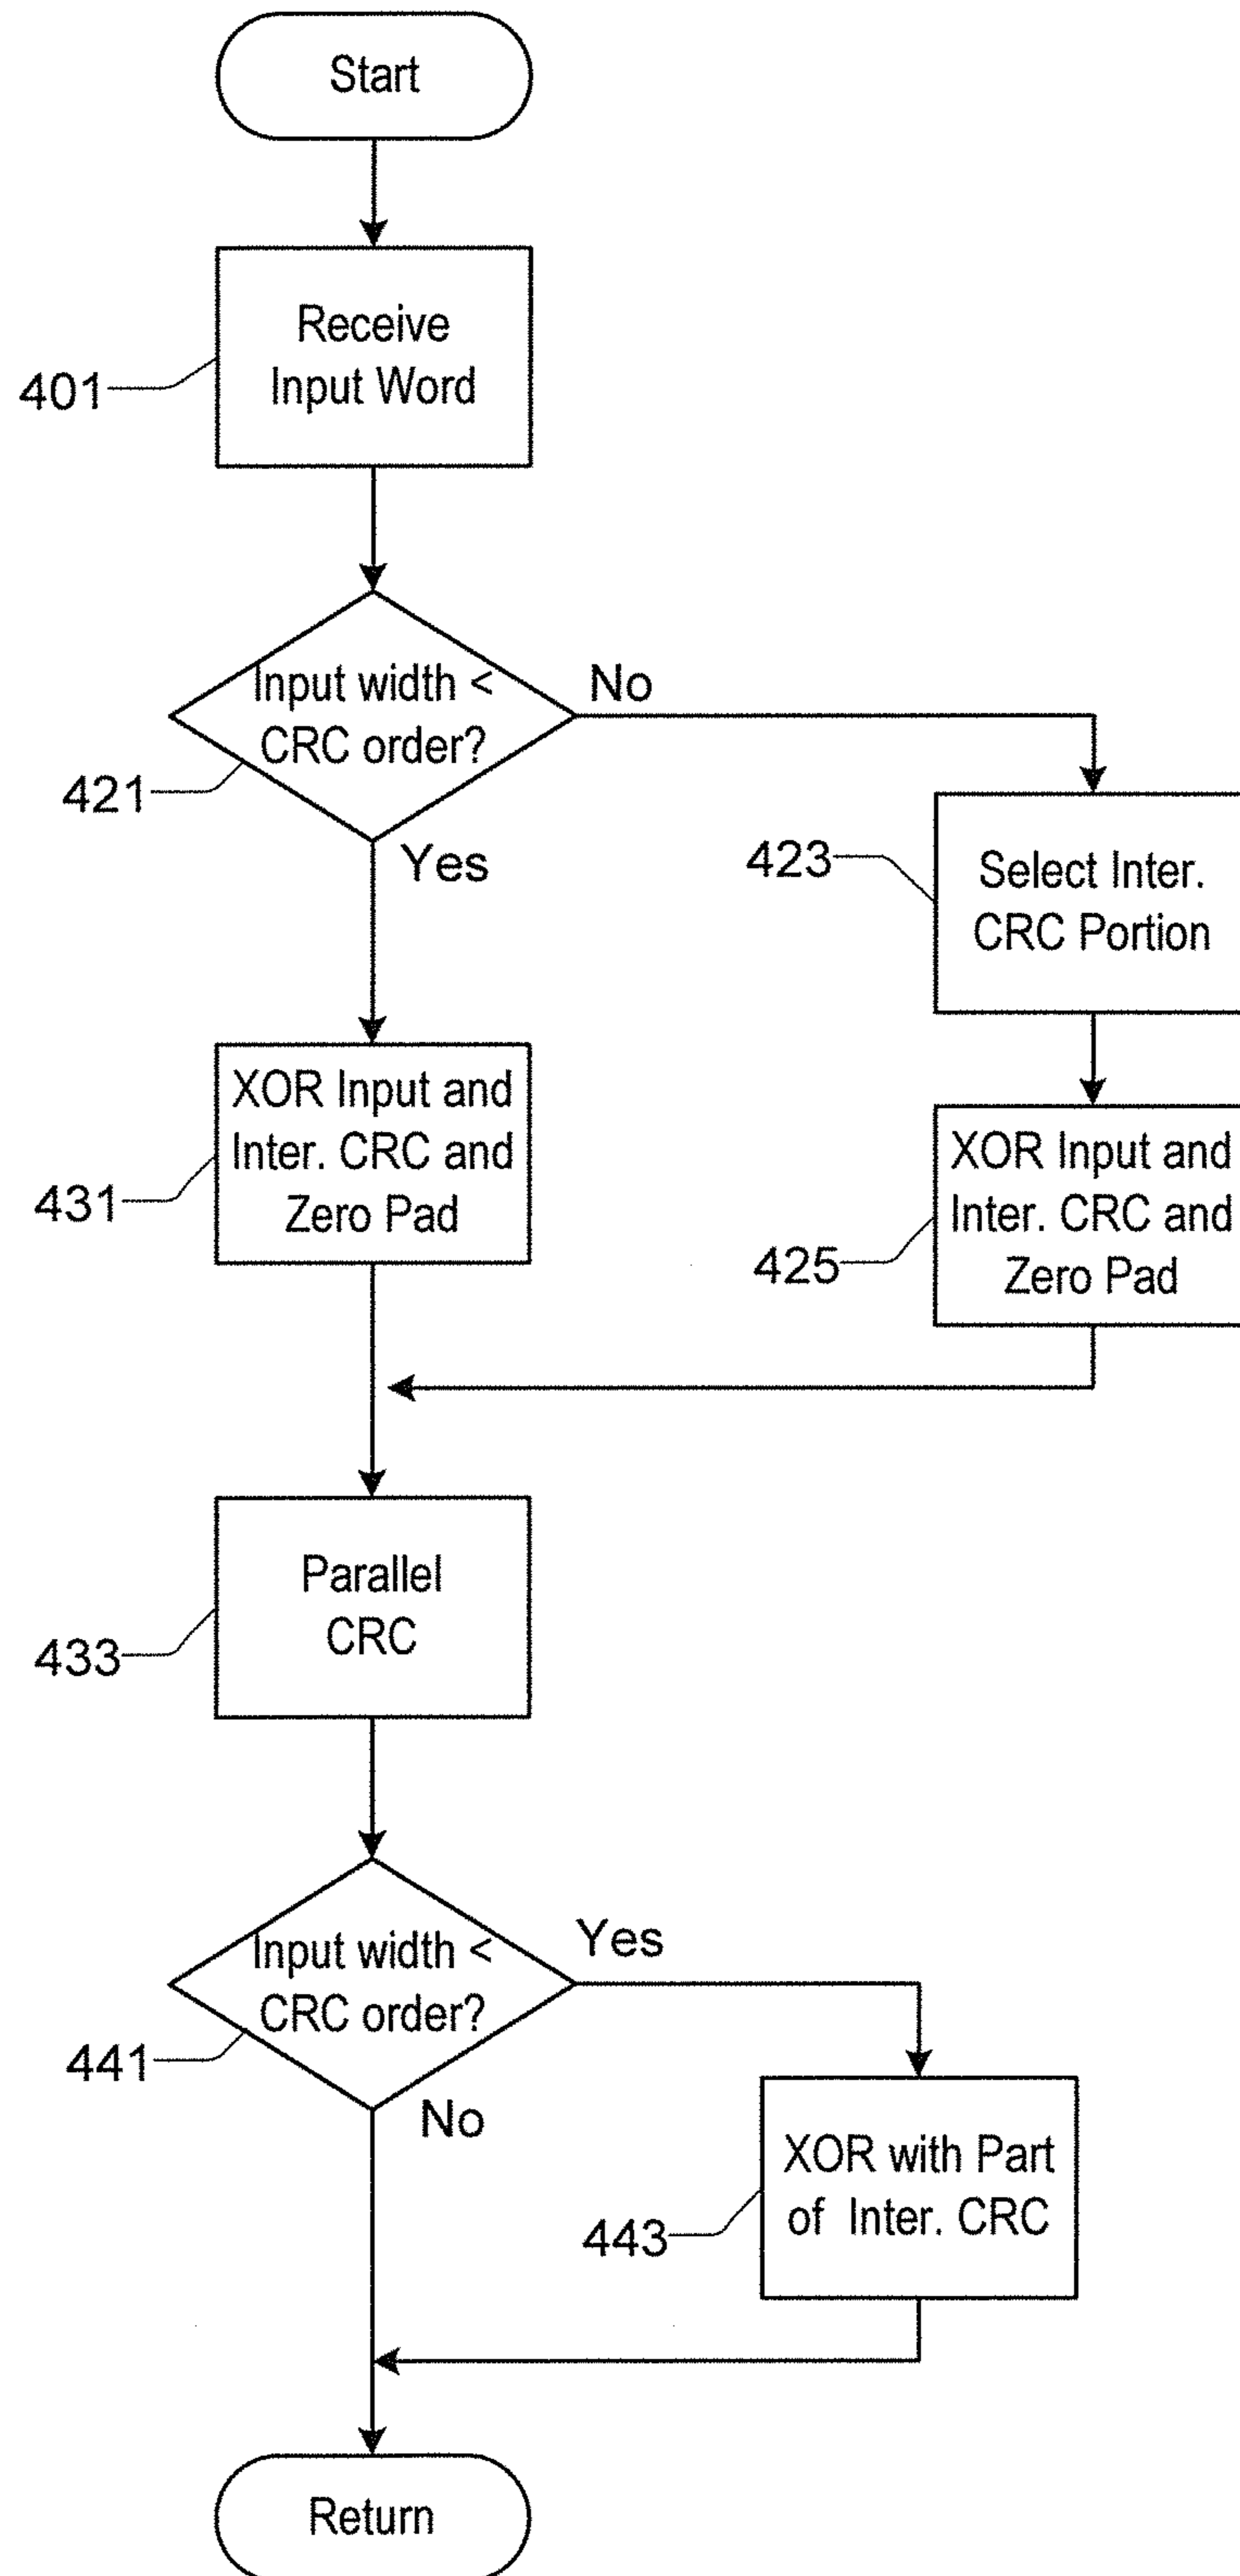 Start
Receive
Input Word
401
Input width <
CRC order?
No
421
Yes
423
Select Inter.
CRC Portion
XOR Input and
Inter. CRC and
Zero Pad
431
XOR Input and
Inter. CRC and
Zero Pad
425
Parallel
CRC
433
Input width <
CRC order?
Yes
441
No
XOR with Part
of Inter. CRC
443
Return